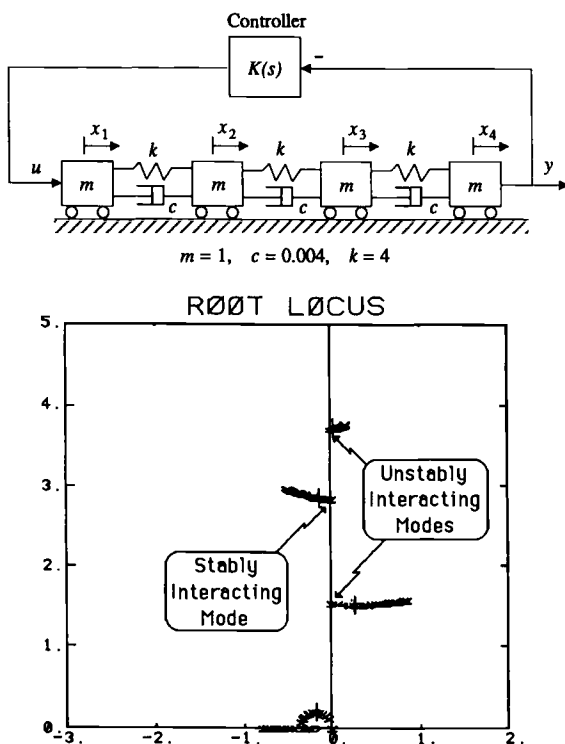 Controller
K(s)
−
x1 x2 x3 x4
k k k
u m m m m y
c c c
m = 1, c = 0.004, k = 4
RØØT LØCUS
5.
4.
Unstably
Interacting
Modes
3.
Stably
Interacting
Mode
2.
1.
0.
-3. -2. -1. 0. 1. 2.